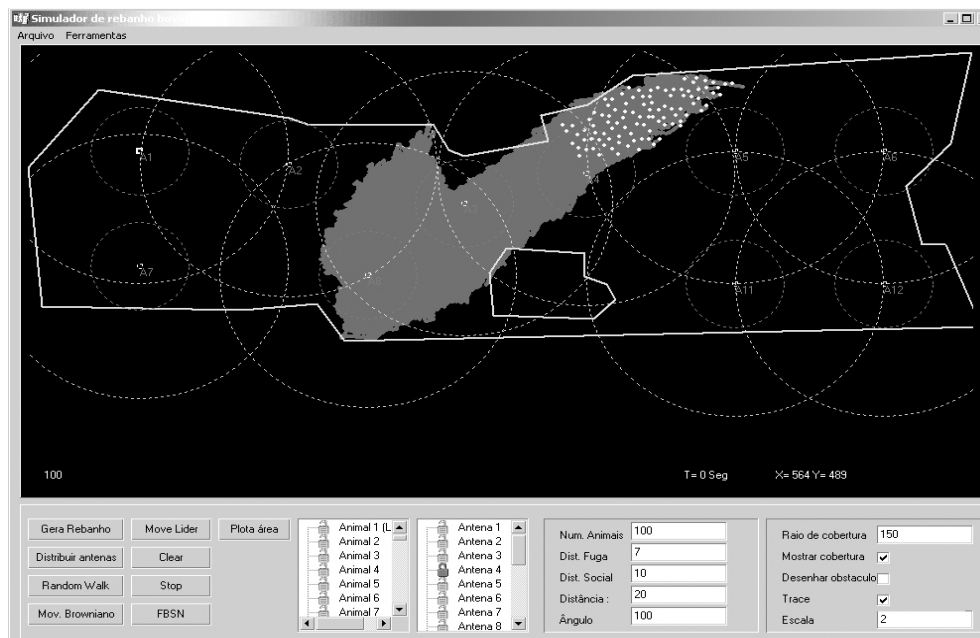 Simulador de rebanho
Arquivo Ferramentas
A1
A2
A5
A6
A7
A8
A11
A12
100
T= 0 Seg X= 564 Y= 489
Gera Rebanho Move Lider Plota área
Distribuir antenas Clear
Random Walk Stop
Mov. Browniano FBSN
Animal 1 (L
Animal 2
Animal 3
Animal 4
Animal 5
Animal 6
Animal 7
Antena 1
Antena 2
Antena 3
Antena 4
Antena 5
Antena 6
Antena 7
Antena 8
Num. Animais 100
Dist. Fuga 7
Dist. Social 10
Distância : 20
Ângulo 100
Raio de cobertura 150
Mostrar cobertura
Desenhar obstaculo
Trace
Escala 2